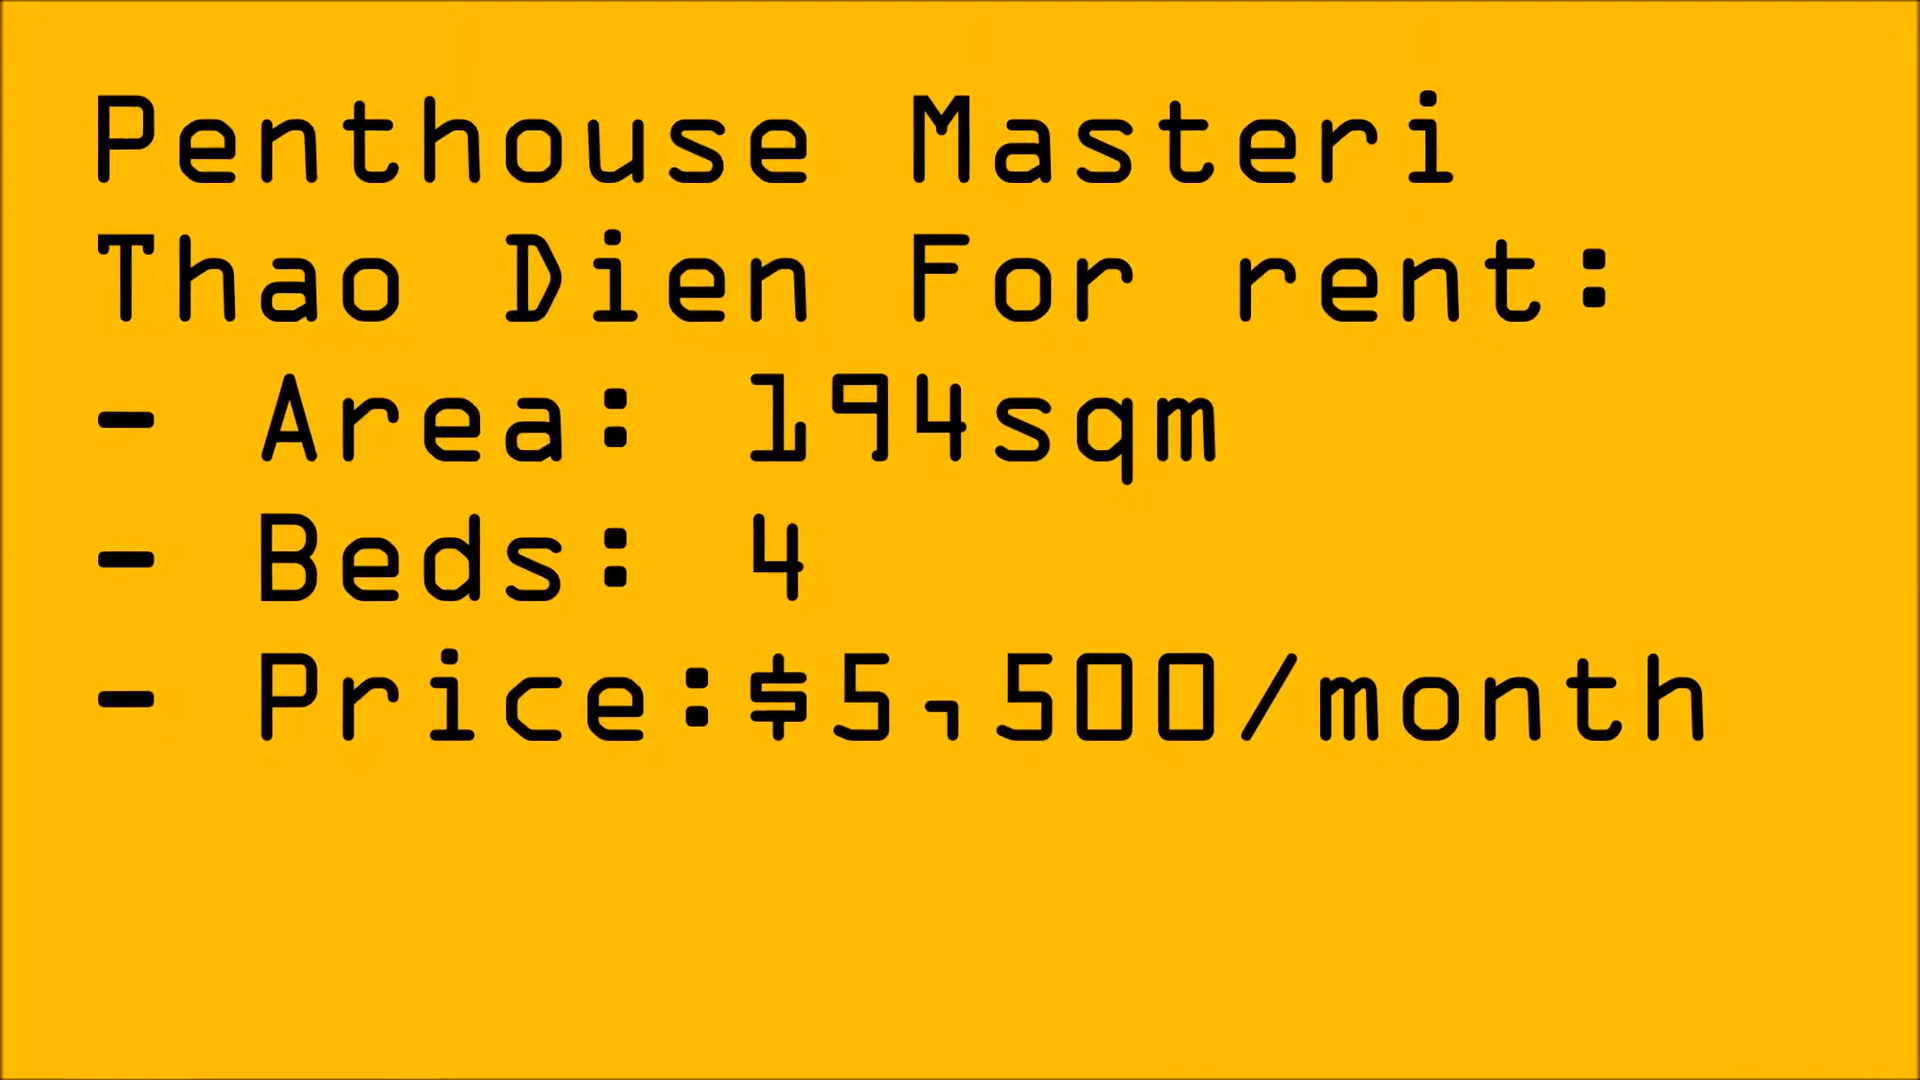 Penthouse Masteri
Thao Dien For rent:
- Area: 194sqm
- Beds: 4
- Price:$5,500/month